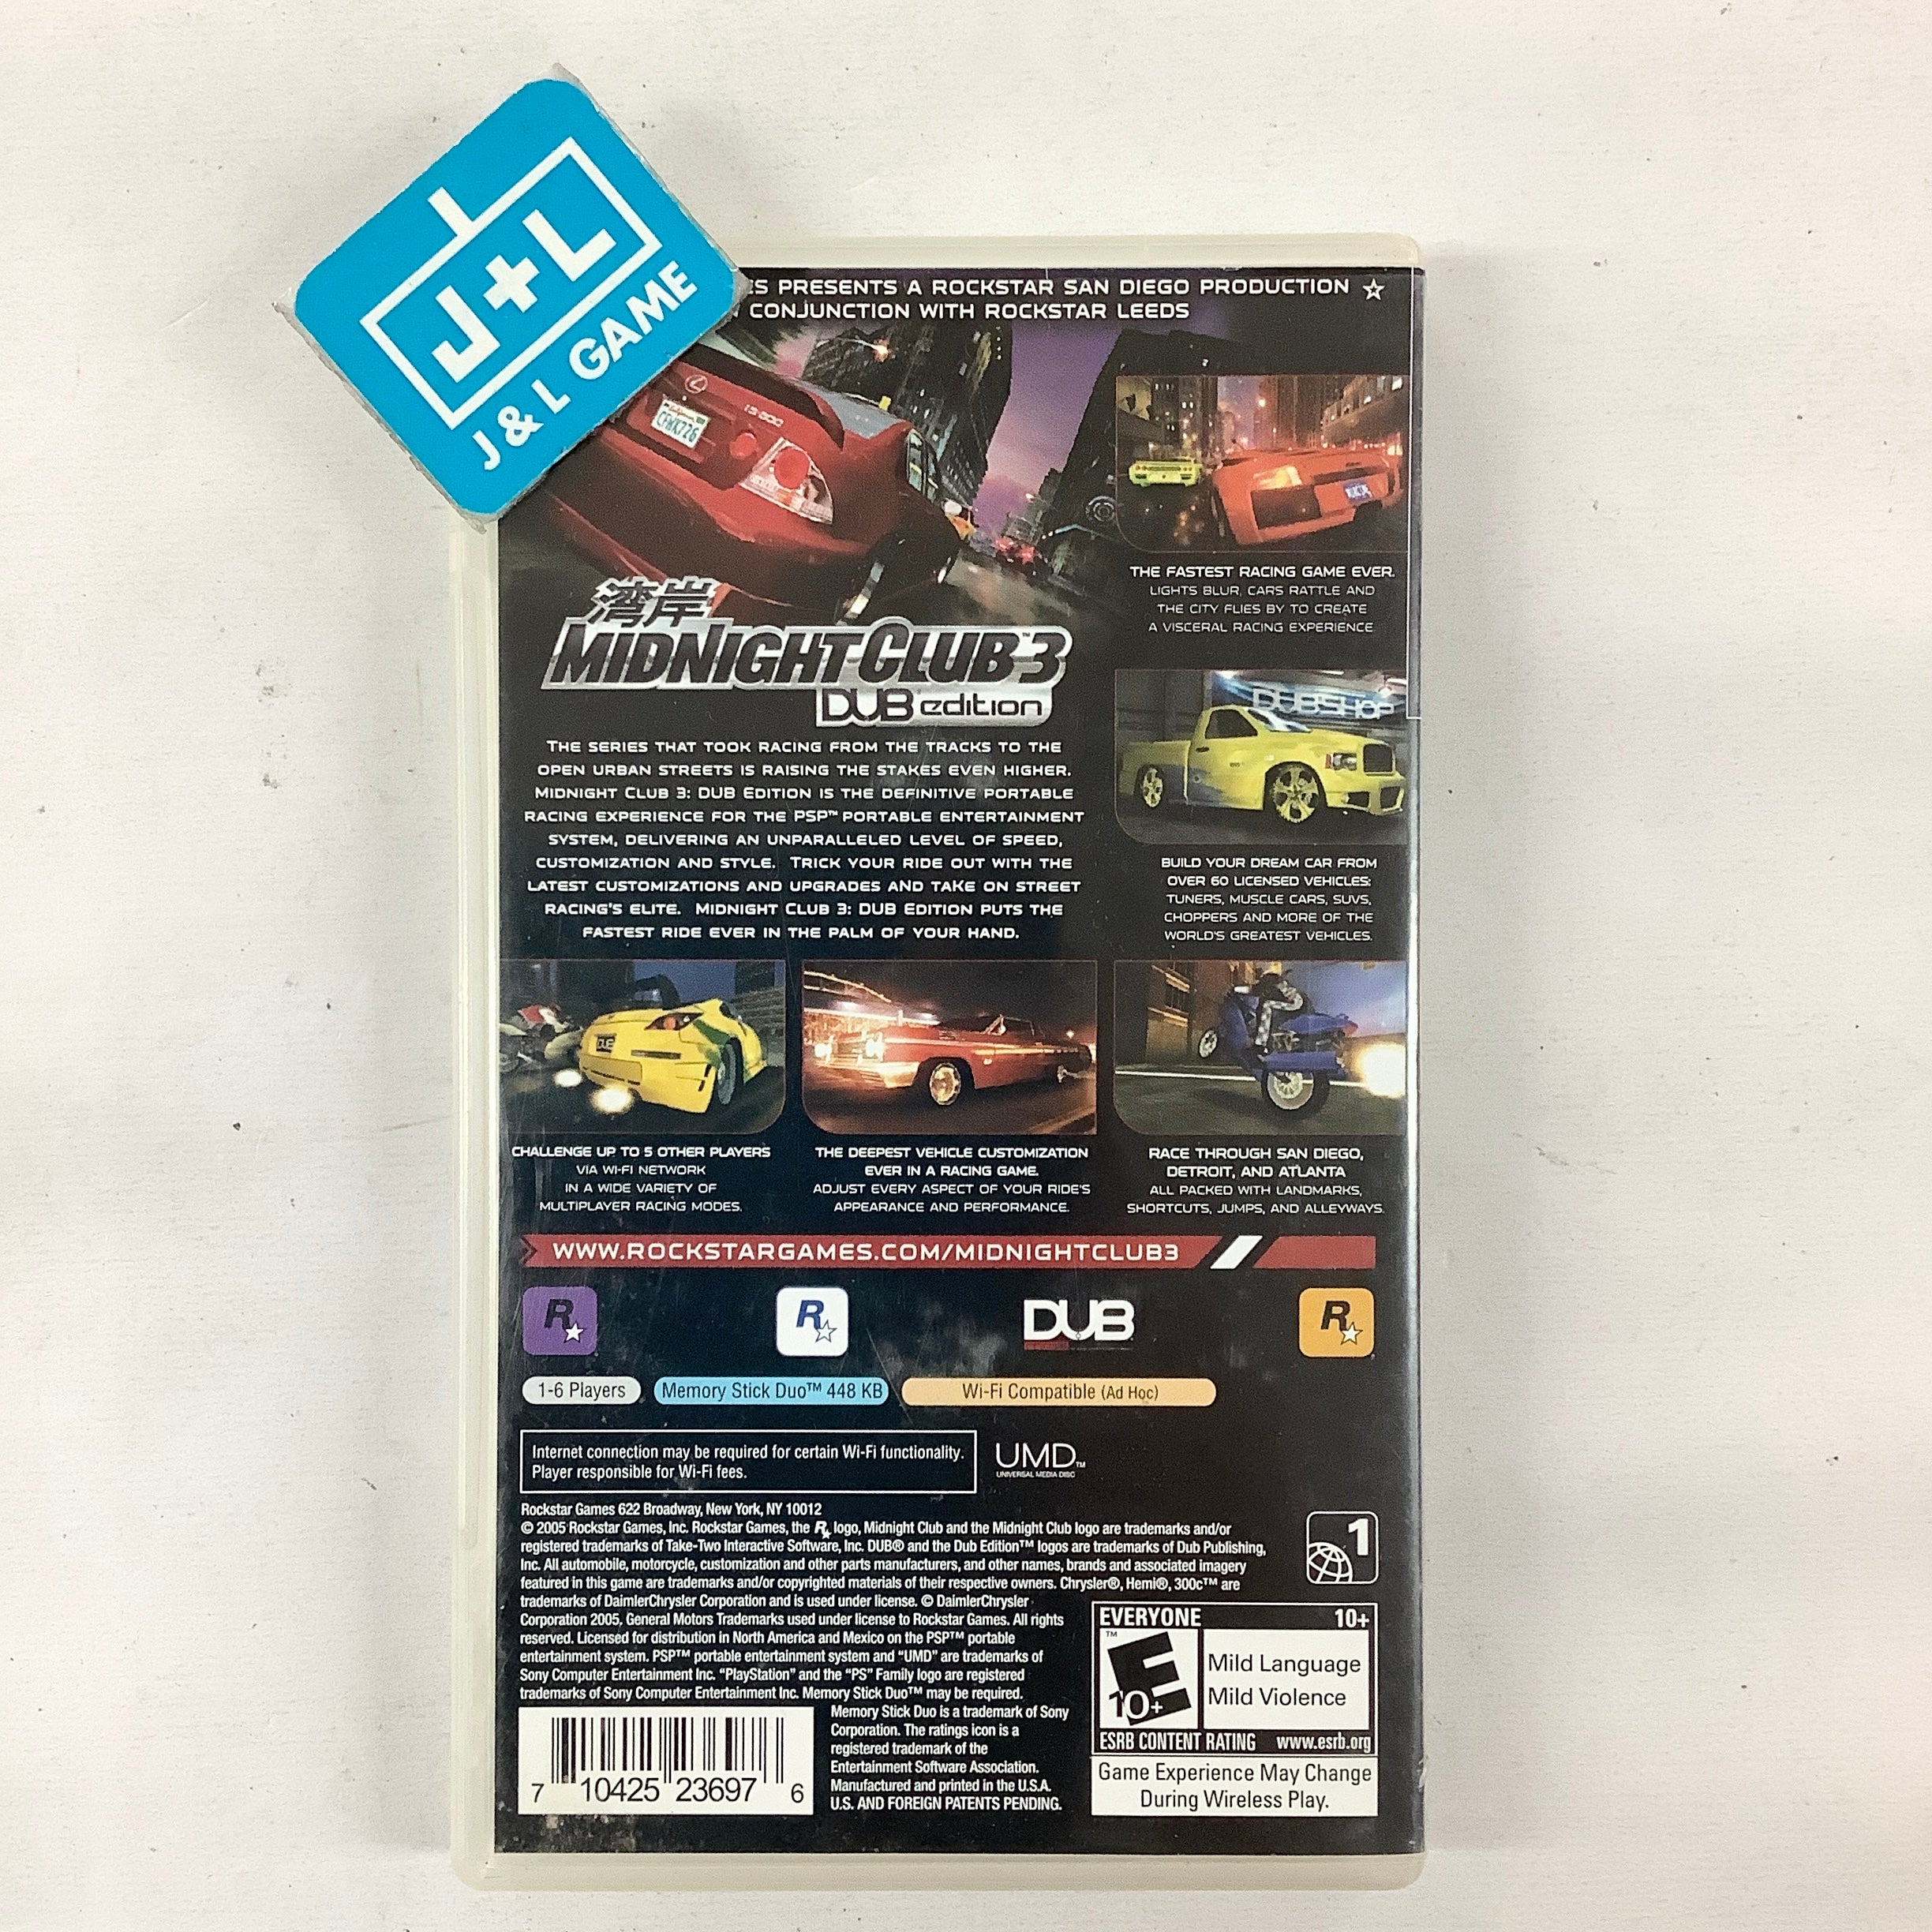 J+L
J & L GAME
PRESENTS A ROCKSTAR SAN DIEGO PRODUCTION
CONJUNCTION WITH ROCKSTAR LEEDS
IS-300
CFWK726
湾岸
MIDNIGHT CLUB 3™
DUB edition
THE SERIES THAT TOOK RACING FROM THE TRACKS TO THE
OPEN URBAN STREETS IS RAISING THE STAKES EVEN HIGHER.
MIDNIGHT CLUB 3: DUB EDITION IS THE DEFINITIVE PORTABLE
RACING EXPERIENCE FOR THE PSP™ PORTABLE ENTERTAINMENT
SYSTEM, DELIVERING AN UNPARALLELED LEVEL OF SPEED,
CUSTOMIZATION AND STYLE. TRICK YOUR RIDE OUT WITH THE
LATEST CUSTOMIZATIONS AND UPGRADES AND TAKE ON STREET
RACING'S ELITE. MIDNIGHT CLUB 3: DUB EDITION PUTS THE
FASTEST RIDE EVER IN THE PALM OF YOUR HAND.
THE FASTEST RACING GAME EVER.
LIGHTS BLUR, CARS RATTLE AND
THE CITY FLIES BY TO CREATE
A VISCERAL RACING EXPERIENCE
DUBSHOP
BUILD YOUR DREAM CAR FROM
OVER 60 LICENSED VEHICLES:
TUNERS, MUSCLE CARS, SUVS,
CHOPPERS AND MORE OF THE
WORLD'S GREATEST VEHICLES.
DUB
CHALLENGE UP TO 5 OTHER PLAYERS
VIA WI-FI NETWORK
IN A WIDE VARIETY OF
MULTIPLAYER RACING MODES.
THE DEEPEST VEHICLE CUSTOMIZATION
EVER IN A RACING GAME.
ADJUST EVERY ASPECT OF YOUR RIDE'S
APPEARANCE AND PERFORMANCE.
RACE THROUGH SAN DIEGO,
DETROIT, AND ATLANTA
ALL PACKED WITH LANDMARKS,
SHORTCUTS, JUMPS, AND ALLEYWAYS.
WWW.ROCKSTARGAMES.COM/MIDNIGHTCLUB3
R R DUB R
1-6 Players Memory Stick Duo™ 448 KB Wi-Fi Compatible (Ad Hoc)
Internet connection may be required for certain Wi-Fi functionality.
Player responsible for Wi-Fi fees.
UMD™
UNIVERSAL MEDIA DISC
Rockstar Games 622 Broadway, New York, NY 10012
© 2005 Rockstar Games, Inc. Rockstar Games, the R logo, Midnight Club and the Midnight Club logo are trademarks and/or
registered trademarks of Take-Two Interactive Software, Inc. DUB® and the Dub Edition™ logos are trademarks of Dub Publishing,
Inc. All automobile, motorcycle, customization and other parts manufacturers, and other names, brands and associated imagery
featured in this game are trademarks and/or copyrighted materials of their respective owners. Chrysler®, Hemi®, 300c™ are
trademarks of DaimlerChrysler Corporation and is used under license. © DaimlerChrysler
Corporation 2005. General Motors Trademarks used under license to Rockstar Games. All rights
reserved. Licensed for distribution in North America and Mexico on the PSP™ portable
entertainment system. PSP™ portable entertainment system and "UMD" are trademarks of
Sony Computer Entertainment Inc. "PlayStation" and the "PS" Family logo are registered
trademarks of Sony Computer Entertainment Inc. Memory Stick Duo™ may be required.
Memory Stick Duo is a trademark of Sony
Corporation. The ratings icon is a
registered trademark of the
Entertainment Software Association.
Manufactured and printed in the U.S.A.
U.S. AND FOREIGN PATENTS PENDING.
7 10425 23697 6
1
EVERYONE 10+
™
E
10+
Mild Language
Mild Violence
ESRB CONTENT RATING www.esrb.org
Game Experience May Change
During Wireless Play.